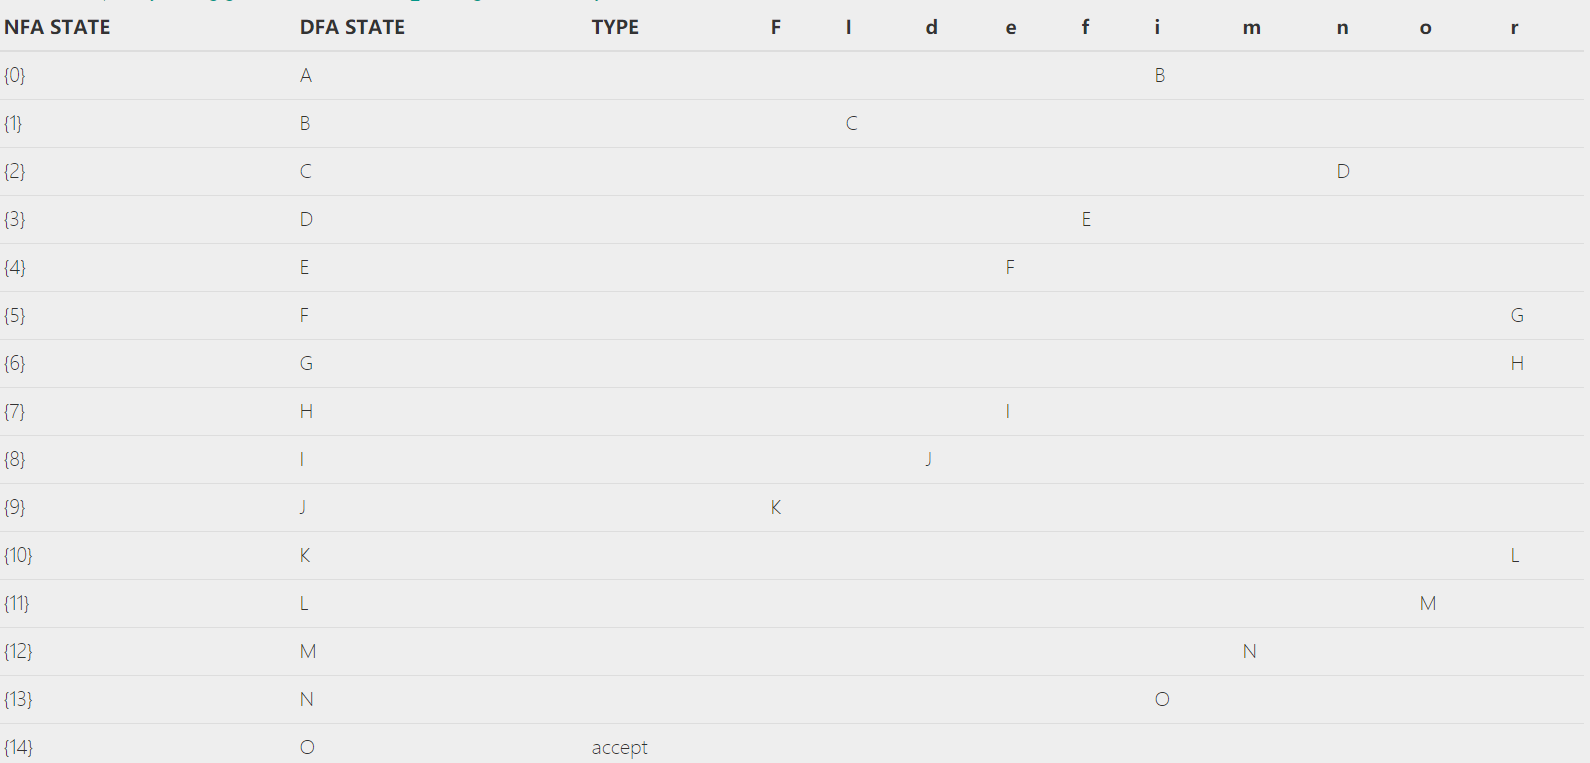 NFA STATE DFA STATE TYPE F I d e f i m n o r
{0} A B
{1} B C
{2} C D
{3} D E
{4} E F
{5} F G
{6} G H
{7} H I
{8} I J
{9} J K
{10} K L
{11} L M
{12} M N
{13} N O
{14} O accept